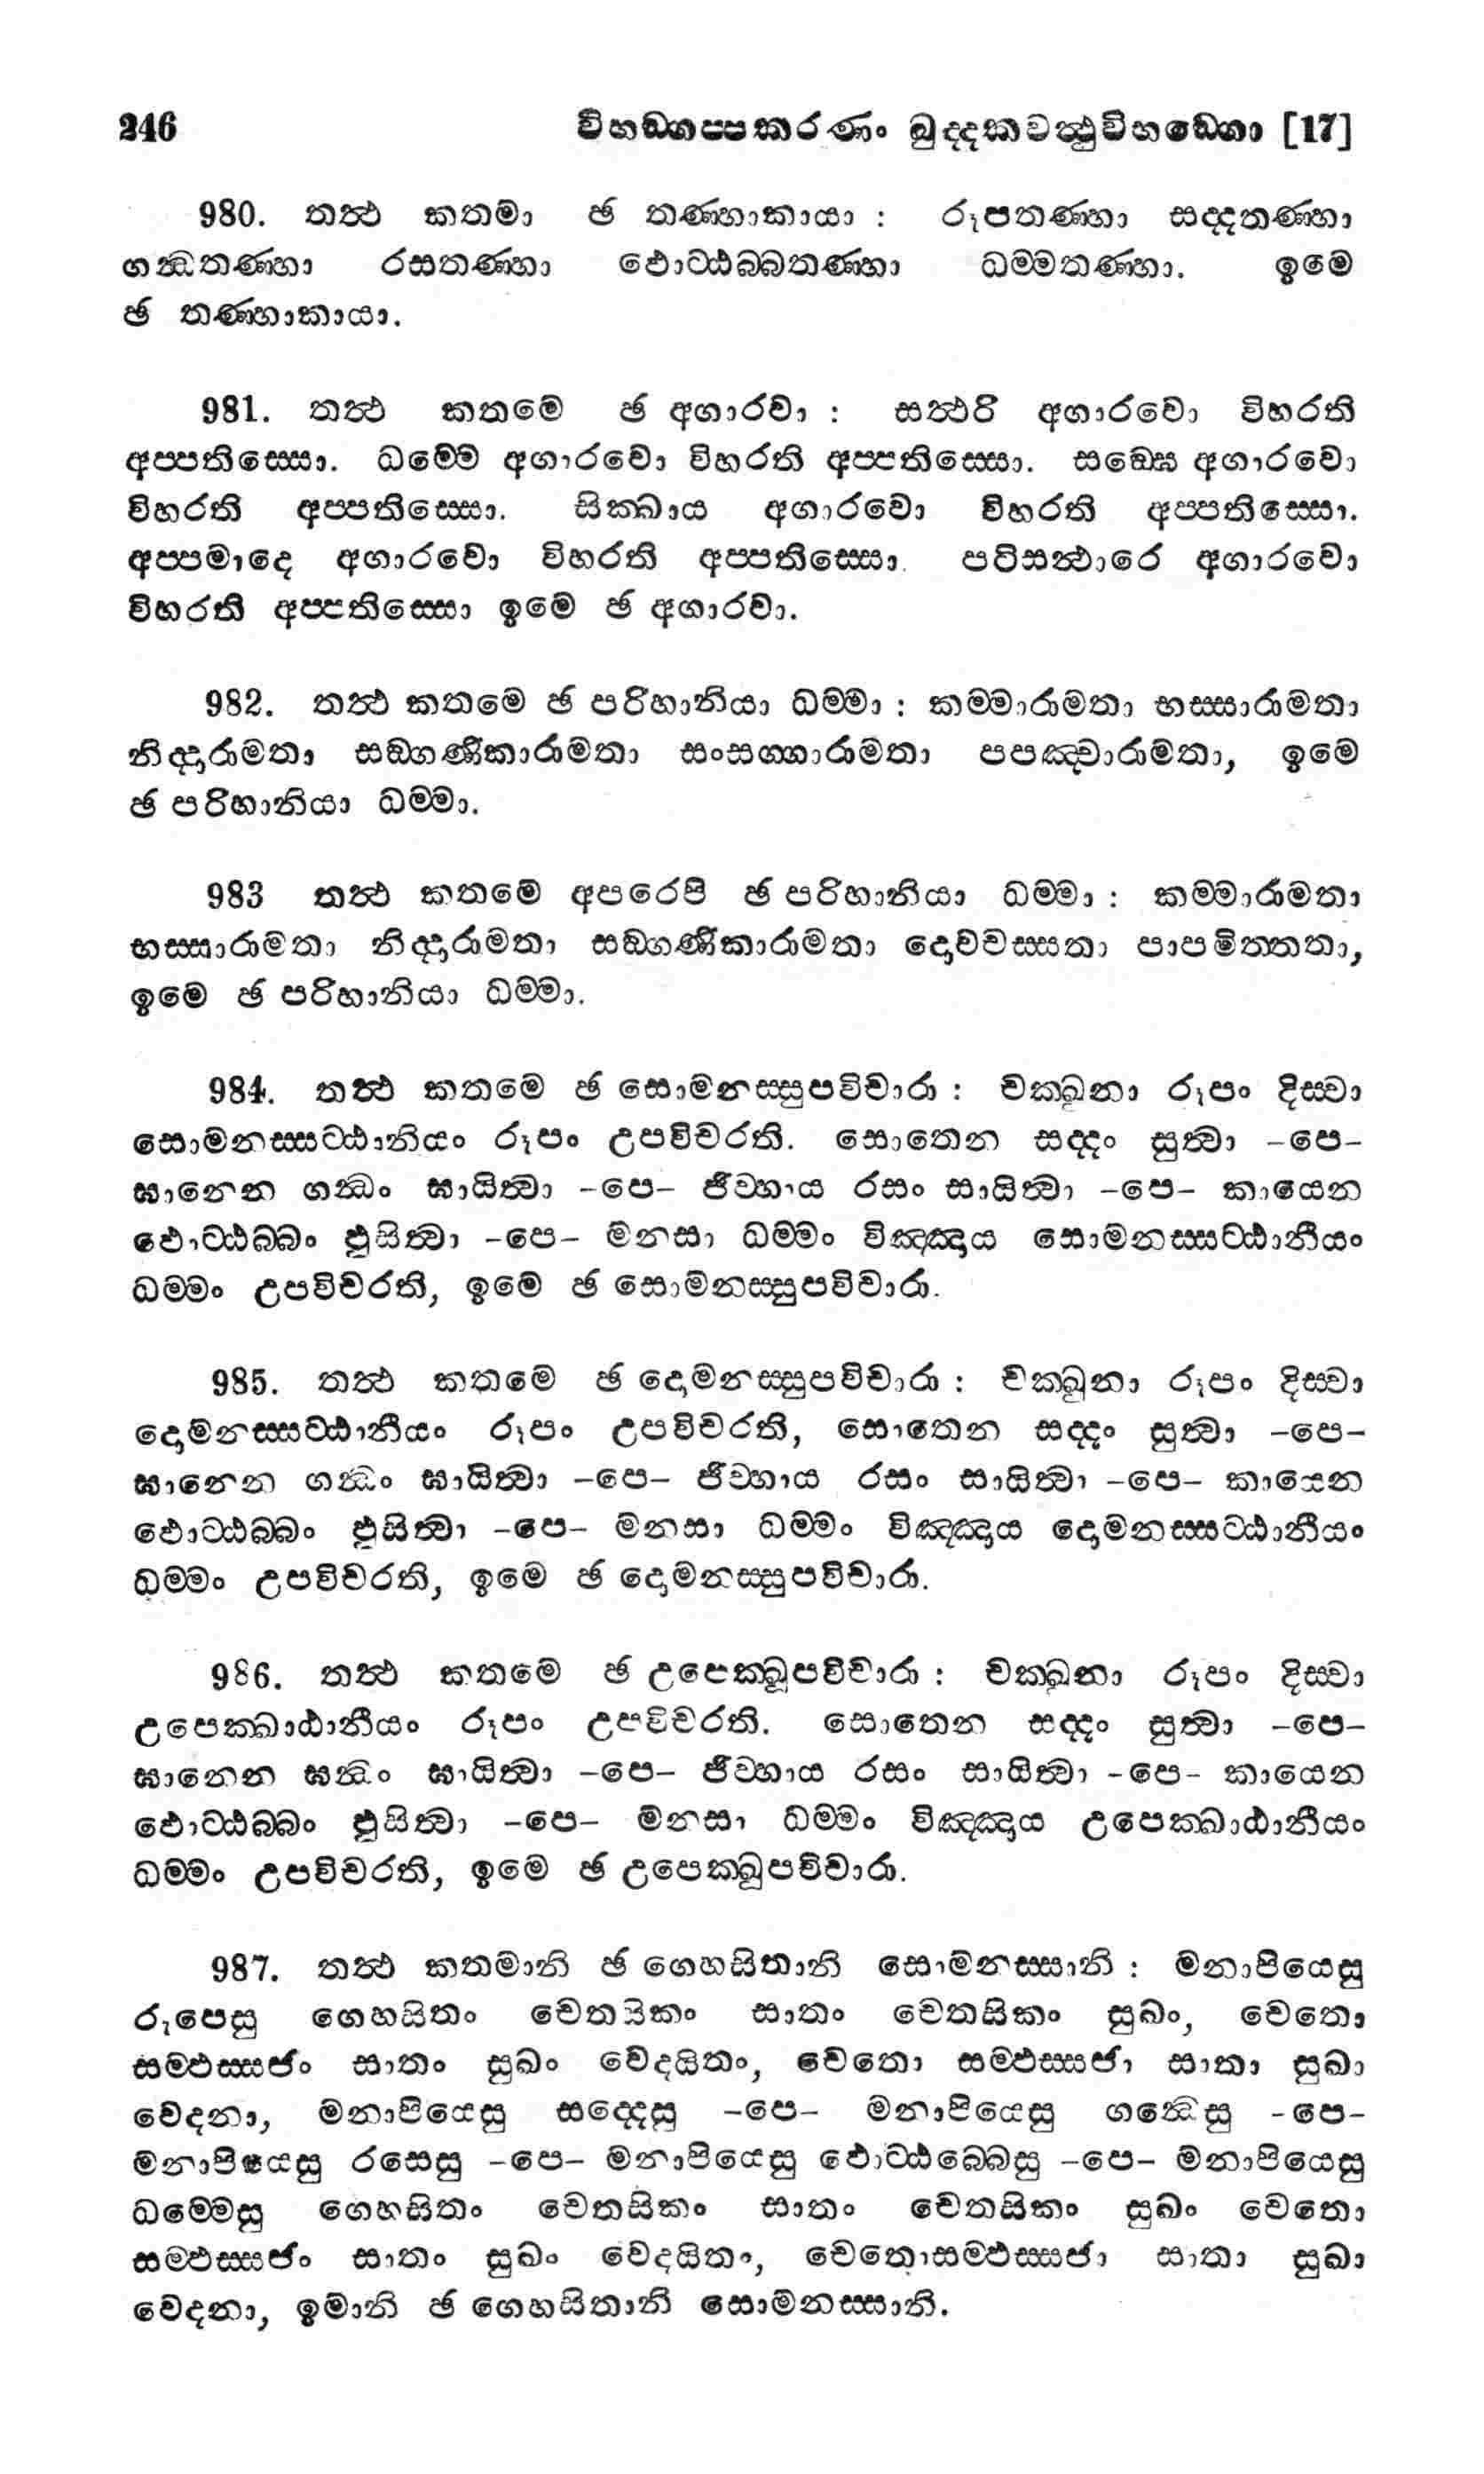 246 විභඞ්ගප්පකරණං ඛුද්දකවත්ථුවිභඞ්ගො [17]
980. තත්ථ කතමා ඡ තණ්හාකායා : රූපතණ්හා සද්දතණ්හා
ගන්ධතණ්හා රසතණ්හා ඵොට්ඨබ්බතණ්හා ධම්මතණ්හා. ඉමෙ
ඡ තණ්හාකායා.
981. තත්ථ කතමෙ ඡ අගාරවා : සත්ථරි අගාරවො විහරති
අප්පතිස්සො. ධම්මෙ අගාරවො විහරති අප්පතිස්සො. සඞ්ඝෙ අගාරවො
විහරති අප්පතිස්සො. සික්ඛාය අගාරවො විහරති අප්පතිස්සො.
අප්පමාදෙ අගාරවො විහරති අප්පතිස්සො. පටිසන්ථාරෙ අගාරවො
විහරති අප්පතිස්සො ඉමෙ ඡ අගාරවා.
982. තත්ථ කතමෙ ඡ පරිහානියා ධම්මා : කම්මාරාමතා භස්සාරාමතා
නිද්දාරාමතා සඞ්ගණිකාරාමතා සංසග්ගාරාමතා පපඤ්චාරාමතා, ඉමෙ
ඡ පරිහානියා ධම්මා.
983 තත්ථ කතමෙ අපරෙපි ඡ පරිහානියා ධම්මා : කම්මාරාමතා
භස්සාරාමතා නිද්දාරාමතා සඞ්ගණිකාරාමතා දොවචස්සතා පාපමිත්තතා,
ඉමෙ ඡ පරිහානියා ධම්මා.
984. තත්ථ කතමෙ ඡ සොමනස්සුපවිචාරා : චක්ඛුනා රූපං දිස්වා
සොමනස්සට්ඨානියං රූපං උපවිචරති. සොතෙන සද්දං සුත්වා –පෙ–
ඝානෙන ගන්ධං ඝායිත්වා –පෙ– ජිව්හාය රසං සායිත්වා –පෙ– කායෙන
ඵොට්ඨබ්බං ඵුසිත්වා –පෙ– මනසා ධම්මං විඤ්ඤාය සොමනස්සට්ඨානීයං
ධම්මං උපවිචරති, ඉමෙ ඡ සොමනස්සුපවිචාරා.
985. තත්ථ කතමෙ ඡ දොමනස්සුපවිචාරා : චක්ඛුනා රූපං දිස්වා
දොමනස්සට්ඨානීයං රූපං උපවිචරති, සොතෙන සද්දං සුත්වා –පෙ–
ඝානෙන ගන්ධං ඝායිත්වා –පෙ– ජිව්හාය රසං සායිත්වා –පෙ– කායෙන
ඵොට්ඨබ්බං ඵුසිත්වා –පෙ– මනසා ධම්මං විඤ්ඤාය දොමනස්සට්ඨානීයං
ධම්මං උපවිචරති, ඉමෙ ඡ දොමනස්සුපවිචාරා.
986. තත්ථ කතමෙ ඡ උපෙක්ඛූපවිචාරා : චක්ඛුනා රූපං දිස්වා
උපෙක්ඛාඨානීයං රූපං උපවිචරති. සොතෙන සද්දං සුත්වා –පෙ–
ඝානෙන ඝන්ධං ඝායිත්වා –පෙ– ජිව්හාය රසං සායිත්වා –පෙ– කායෙන
ඵොට්ඨබ්බං ඵුසිත්වා –පෙ– මනසා ධම්මං විඤ්ඤාය උපෙක්ඛාඨානීයං
ධම්මං උපවිචරති, ඉමෙ ඡ උපෙක්ඛූපවිචාරා.
987. තත්ථ කතමානි ඡ ගෙහසිතානි සොමනස්සානි : මනාපියෙසු
රූපෙසු ගෙහසිතං චෙතසිකං සාතං චෙතසිකං සුඛං, චෙතො
සම්ඵස්සජං සාතං සුඛං වෙදයිතං, චෙතො සම්ඵස්සජා සාතා සුඛා
වෙදනා, මනාපියෙසු සද්දෙසු –පෙ– මනාපියෙසු ගන්ධෙසු –පෙ–
මනාපියෙසු රසෙසු –පෙ– මනාපියෙසු ඵොට්ඨබ්බෙසු –පෙ– මනාපියෙසු
ධම්මෙසු ගෙහසිතං චෙතසිකං සාතං චෙතසිකං සුඛං චෙතො
සම්ඵස්සජං සාතං සුඛං වෙදයිතං, චෙතොසම්ඵස්සජා සාතා සුඛා
වෙදනා, ඉමානි ඡ ගෙහසිතානි සොමනස්සානි.